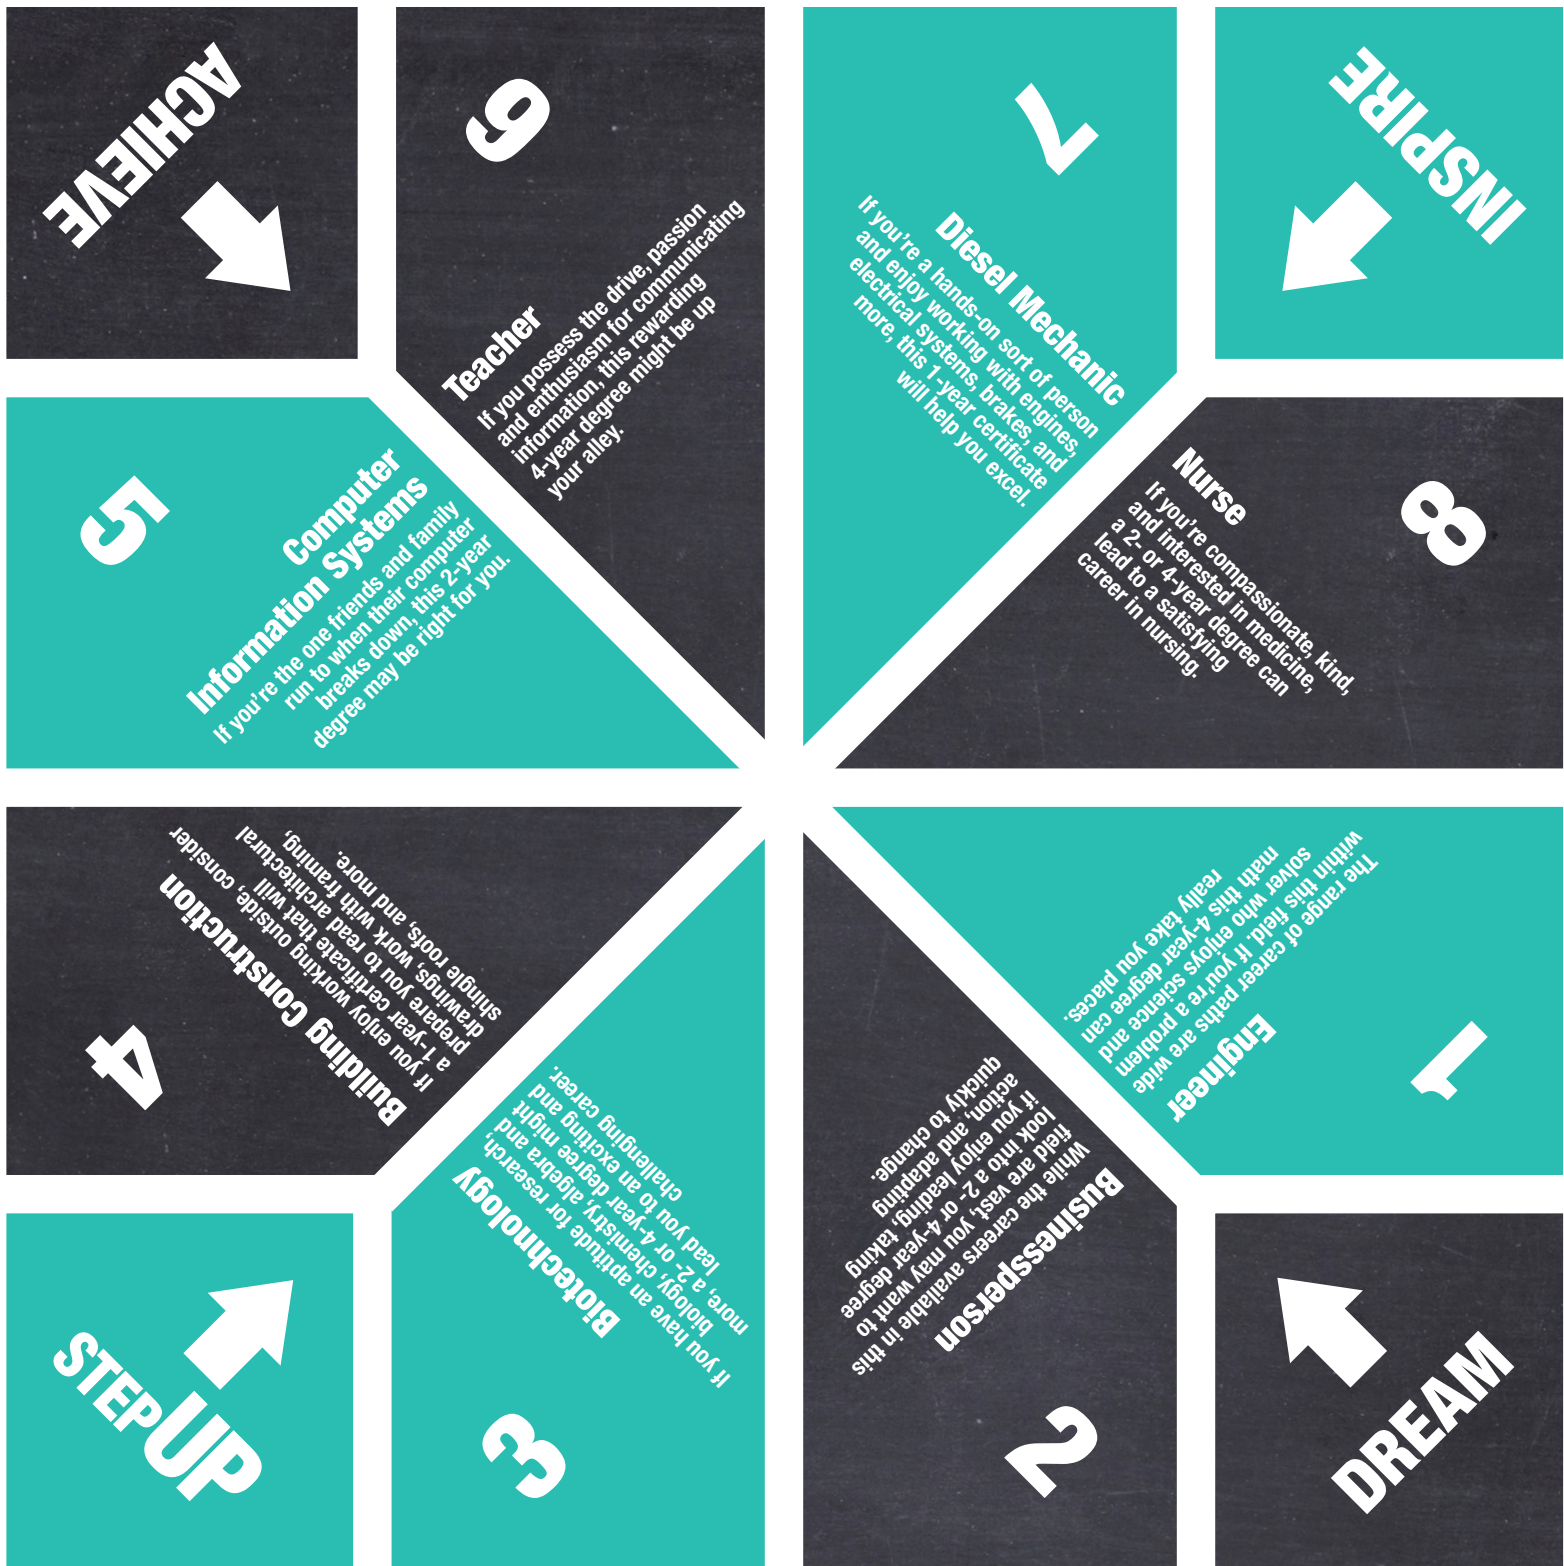 ACHIEVE
6
Teacher
If you possess the drive, passion
and enthusiasm for communicating
information, this rewarding
4-year degree might be up
your alley.
7
Diesel Mechanic
If you're a hands-on sort of person
and enjoy working with engines,
electrical systems, brakes, and
more, this 1-year certificate
will help you excel.
INSPIRE
5
Computer
Information Systems
If you're the one friends and family
run to when their computer
breaks down, this 2-year
degree may be right for you.
8
Nurse
If you're compassionate, kind,
and interested in medicine,
a 2- or 4-year degree can
lead to a satisfying
career in nursing.
4
Building Construction
If you enjoy working outside, consider
a 1-year certificate that will
prepare you to read architectural
drawings, work with framing,
shingle roofs, and more.
3
Biotechnology
If you have an aptitude for research,
biology, chemistry, algebra and
more, a 2- or 4-year degree might
lead you to an exciting and
challenging career.
2
Businessperson
While the careers available in this
field are vast, you may want to
look into a 2- or 4-year degree
if you enjoy leading, taking
action, and adapting
quickly to change.
1
Engineer
The range of career paths are wide
within this field. If you're a problem
solver who enjoys science and
math this 4-year degree can
really take you places.
STEPUP
DREAM